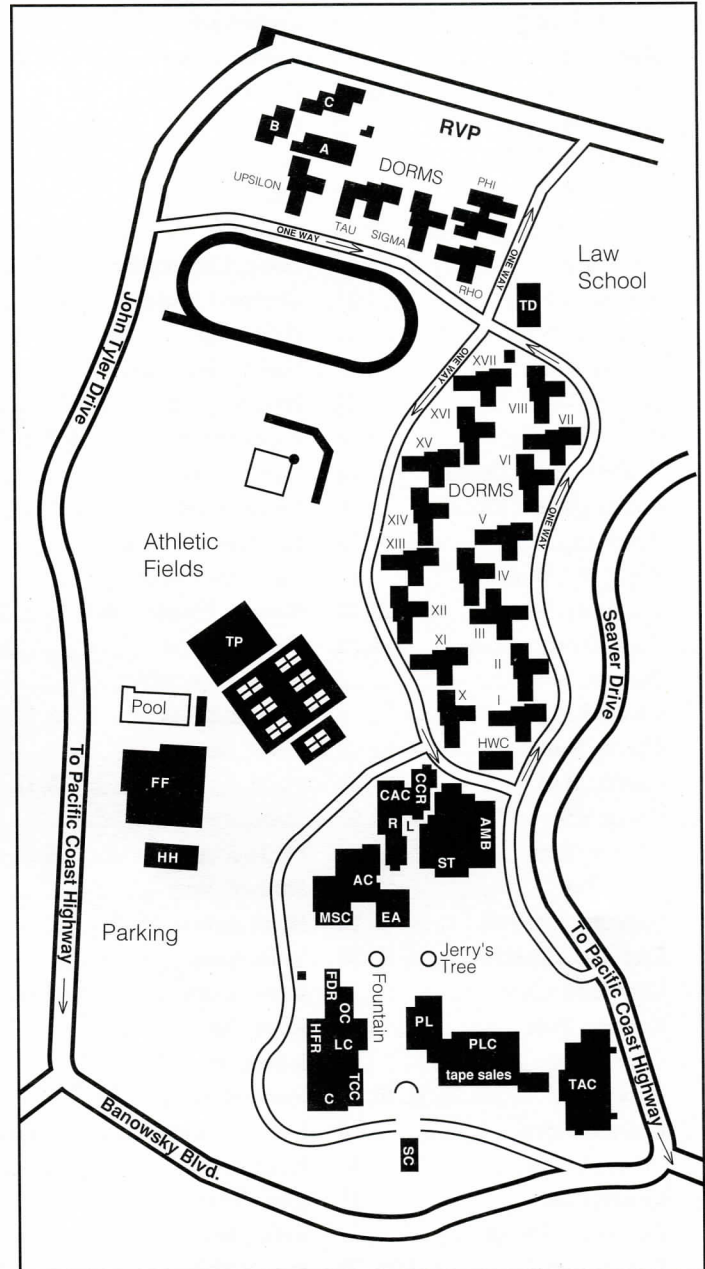 C
RVP
B
A
DORMS
UPSILON
PHI
TAU
SIGMA
ONE WAY
ONE WAY
RHO
Law
School
TD
John Tyler Drive
ONE WAY
XVII
XVI
VIII
VII
XV
VI
DORMS
XIV
V
ONE WAY
XIII
Athletic
Fields
IV
XII
III
Seaver Drive
TP
XI
II
X
I
Pool
HWC
To Pacific Coast Highway
FF
CAC
CCR
R
L
AMB
ST
HH
AC
MSC
EA
Parking
Jerry's
Tree
Fountain
To Pacific Coast Highway
FDR
OC
HFR
LC
PL
PLC
tape sales
TAC
TCC
C
SC
Banowsky Blvd.